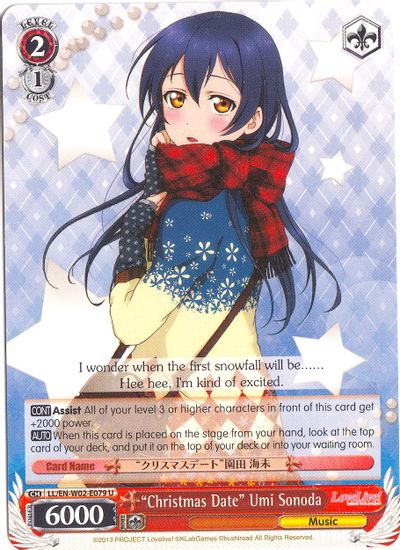 LEVEL
2
1
COST
I wonder when the first snowfall will be......
Hee hee, I'm kind of excited.
CONT Assist All of your level 3 or higher characters in front of this card get
+2000 power.
AUTO When this card is placed on the stage from your hand, look at the top
card of your deck, and put it on the top of your deck or into your waiting room.
Card Name
"クリスマスデート"園田 海未
CH LL/EN-W02-E079 U
POWER
6000
"Christmas Date" Umi Sonoda
LoveLive!
Music
©2013 PROJECT Lovelive! ©KLabGames ©bushiroad All Rights Reserved.